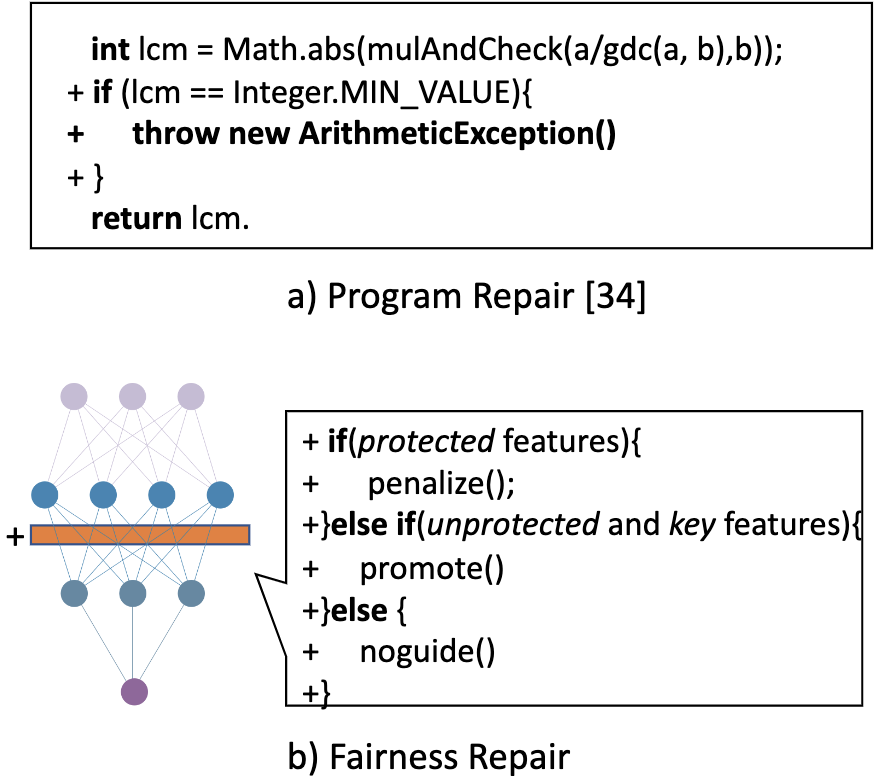 int lcm = Math.abs(mulAndCheck(a/gdc(a, b),b));
+ if (lcm == Integer.MIN_VALUE){
+ throw new ArithmeticException()
+ }
return lcm.
a) Program Repair [34]
+ if(protected features){
+ penalize();
+}else if(unprotected and key features){
+ promote()
+}else {
+ noguide()
+}
+
b) Fairness Repair